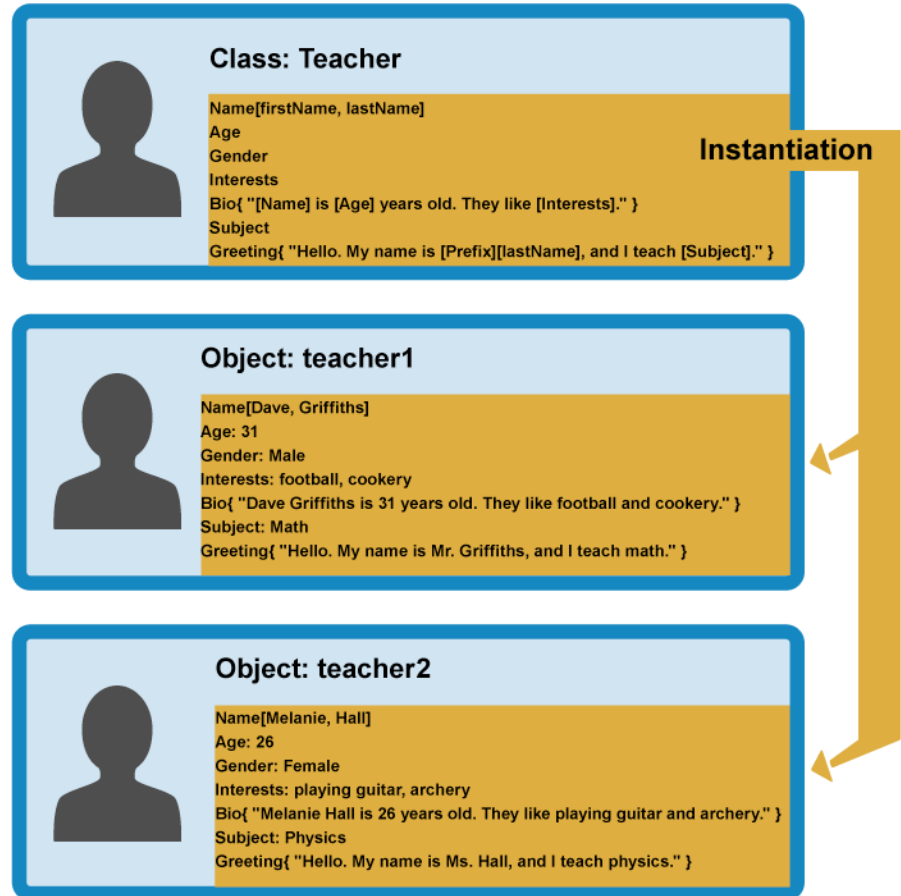 Class: Teacher
Name[firstName, lastName]
Age
Gender
Interests
Bio{ "[Name] is [Age] years old. They like [Interests]." }
Subject
Greeting{ "Hello. My name is [Prefix][lastName], and I teach [Subject]." }
Instantiation
Object: teacher1
Name[Dave, Griffiths]
Age: 31
Gender: Male
Interests: football, cookery
Bio{ "Dave Griffiths is 31 years old. They like football and cookery." }
Subject: Math
Greeting{ "Hello. My name is Mr. Griffiths, and I teach math." }
Object: teacher2
Name[Melanie, Hall]
Age: 26
Gender: Female
Interests: playing guitar, archery
Bio{ "Melanie Hall is 26 years old. They like playing guitar and archery." }
Subject: Physics
Greeting{ "Hello. My name is Ms. Hall, and I teach physics." }